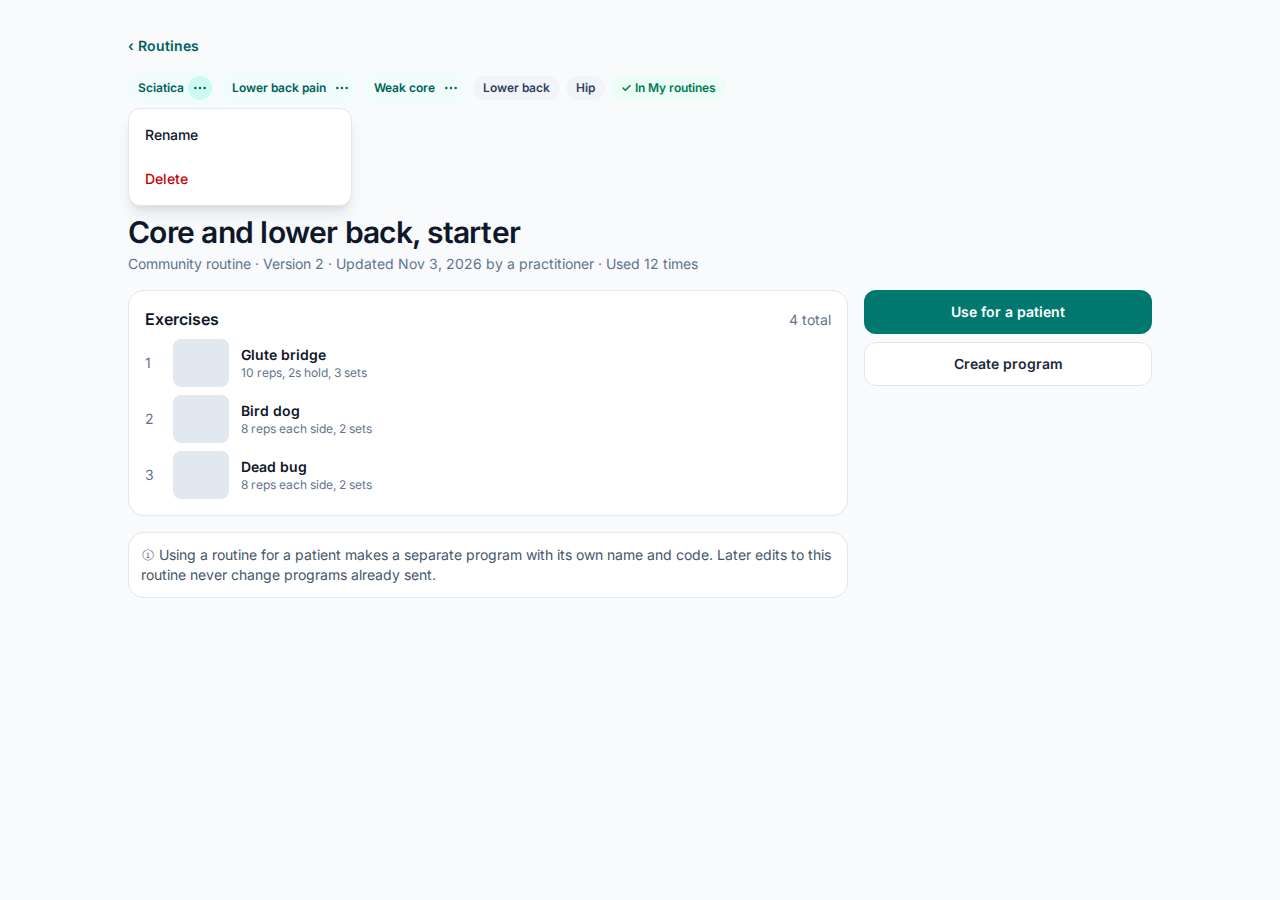 ‹ Routines
Sciatica ··· Lower back pain ··· Weak core ··· Lower back Hip ✓ In My routines
Rename
Delete
Core and lower back, starter
Community routine · Version 2 · Updated Nov 3, 2026 by a practitioner · Used 12 times
Exercises 4 total
Use for a patient
Create program
1 Glute bridge
10 reps, 2s hold, 3 sets
2 Bird dog
8 reps each side, 2 sets
3 Dead bug
8 reps each side, 2 sets
ⓘ Using a routine for a patient makes a separate program with its own name and code. Later edits to this
routine never change programs already sent.